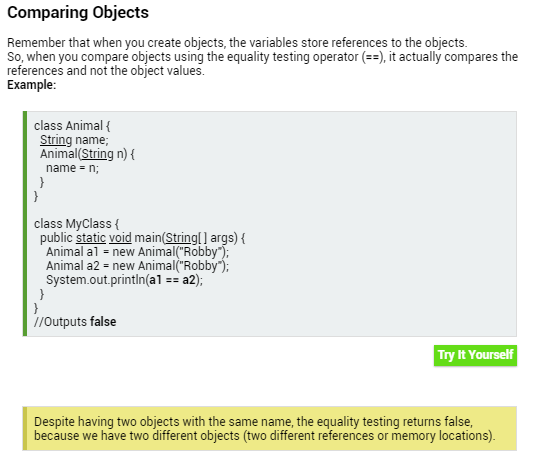 Comparing Objects
Remember that when you create objects, the variables store references to the objects.
So, when you compare objects using the equality testing operator (==), it actually compares the
references and not the object values.
Example:
class Animal {
String name;
Animal(String n) {
name = n;
}
}
class MyClass {
public static void main(String[ ] args) {
Animal a1 = new Animal("Robby");
Animal a2 = new Animal("Robby");
System.out.println(a1 == a2);
}
}
//Outputs false
Try It Yourself
Despite having two objects with the same name, the equality testing returns false,
because we have two different objects (two different references or memory locations).